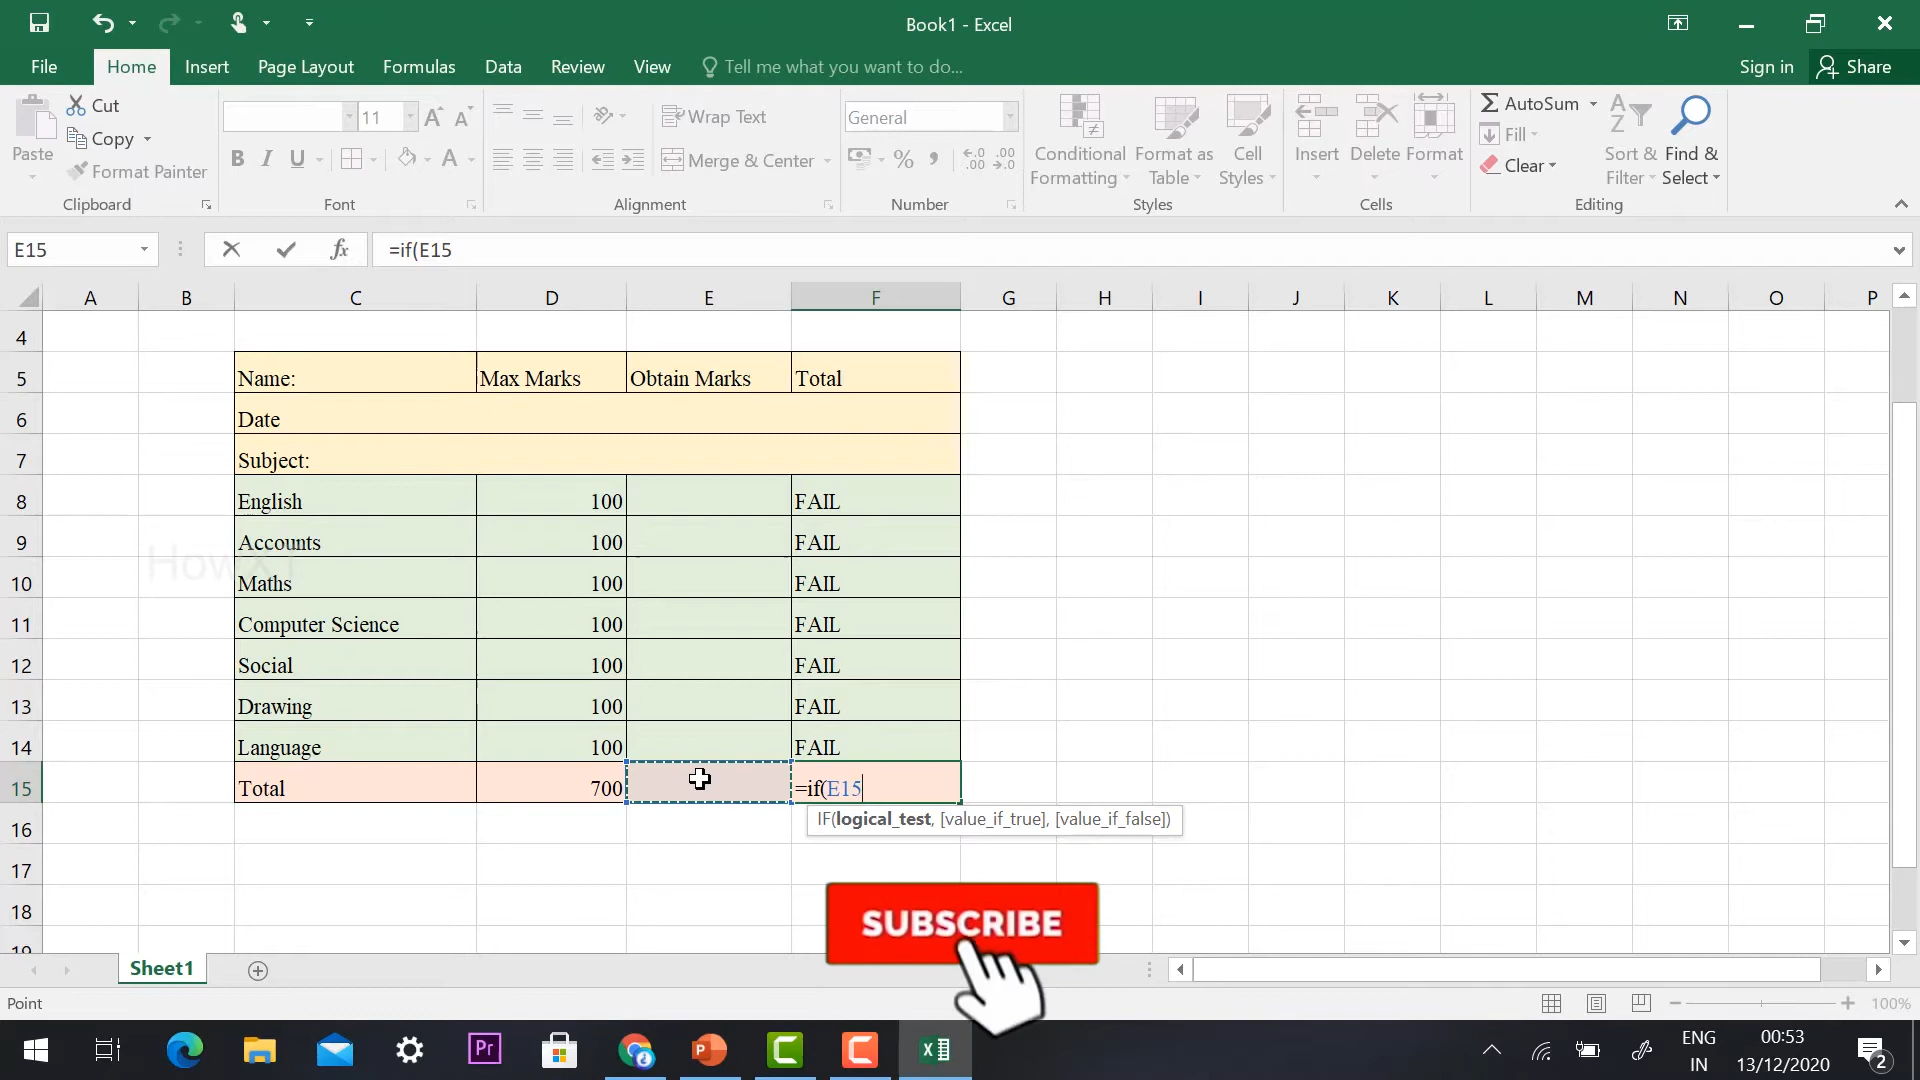 Book1 - Excel
File Home Insert Page Layout Formulas Data Review View Tell me what you want to do... Sign in Share
Paste
Cut
Copy
Format Painter
Clipboard
11
B I U A
Font
Wrap Text
Merge & Center
Alignment
General
%
Number
Conditional Formatting
Format as Table
Cell Styles
Styles
Insert Delete Format
Cells
AutoSum
Fill
Clear
Sort & Filter
Find & Select
Editing
E15 fx =if(E15
A B C D E F G H I J K L M N O P
4
5 Name: Max Marks Obtain Marks Total
6 Date
7 Subject:
8 English 100 FAIL
9 Accounts 100 FAIL
10 Maths 100 FAIL
11 Computer Science 100 FAIL
12 Social 100 FAIL
13 Drawing 100 FAIL
14 Language 100 FAIL
15 Total 700 =if(E15
IF(logical_test, [value_if_true], [value_if_false])
16
17
18
19
SUBSCRIBE
Sheet1
Point 100%
Pr P ENG 00:53
IN 13/12/2020 2